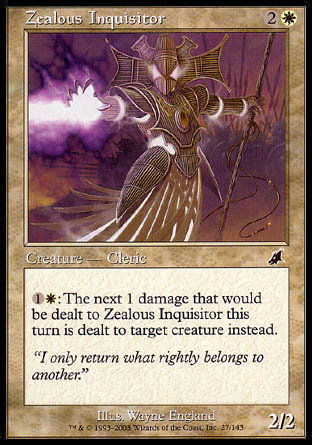 Zealous Inquisitor 2
Creature — Cleric
1 : The next 1 damage that would
be dealt to Zealous Inquisitor this
turn is dealt to target creature instead.
“I only return what rightly belongs to
another.”
Illus. Wayne England
™ & © 1993-2003 Wizards of the Coast, Inc. 27/143
2/2